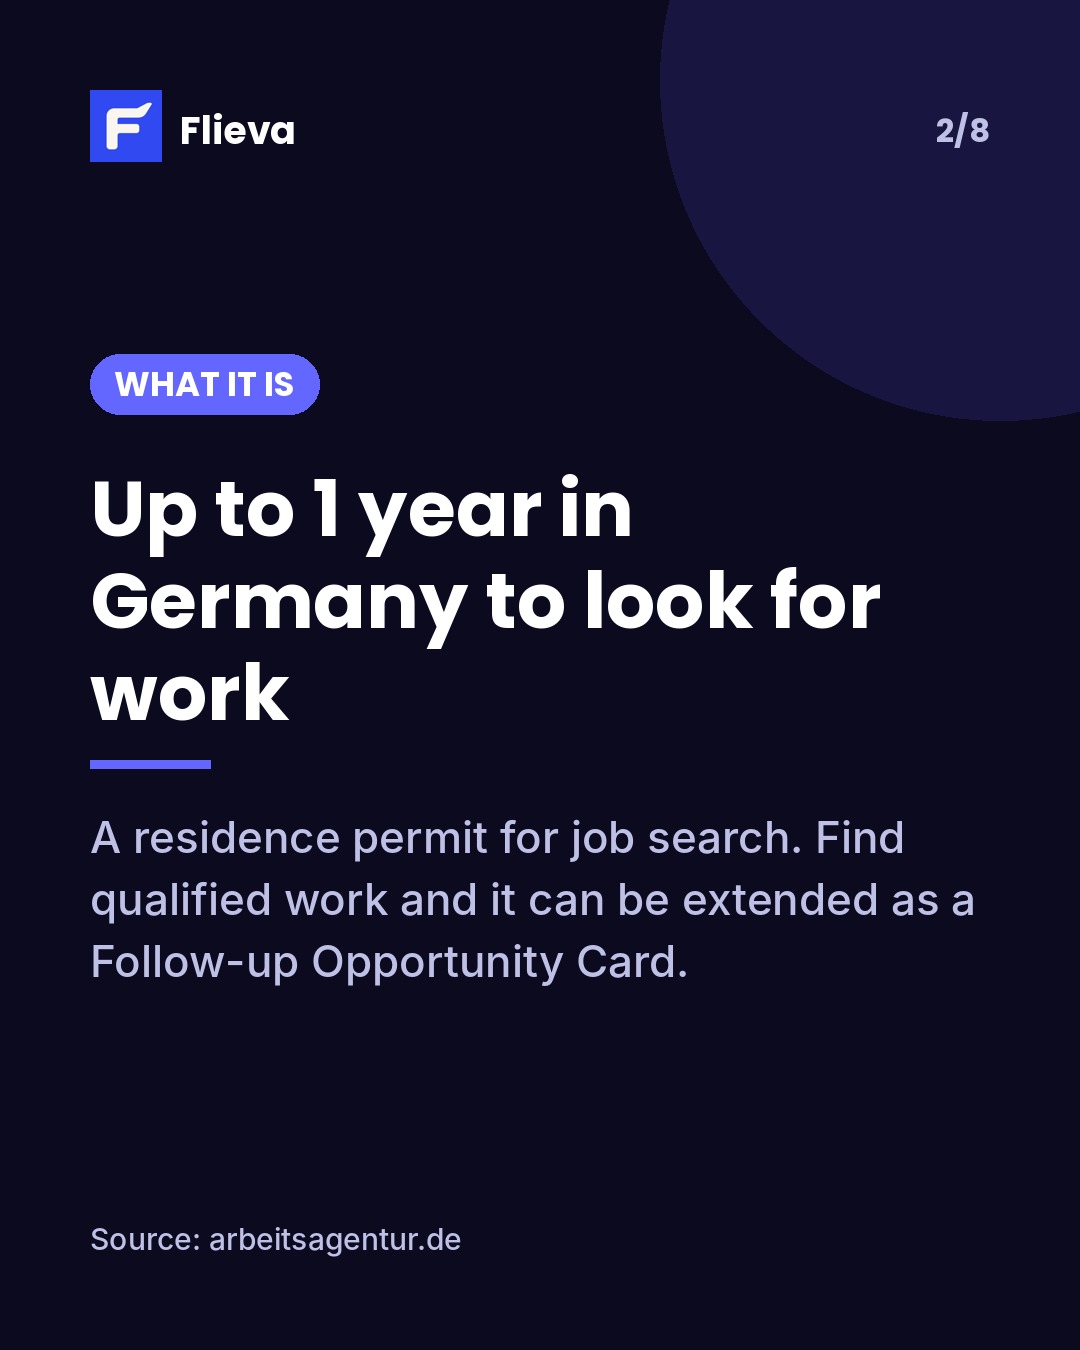 Flieva
2/8
WHAT IT IS
Up to 1 year in
Germany to look for
work
A residence permit for job search. Find
qualified work and it can be extended as a
Follow-up Opportunity Card.
Source: arbeitsagentur.de